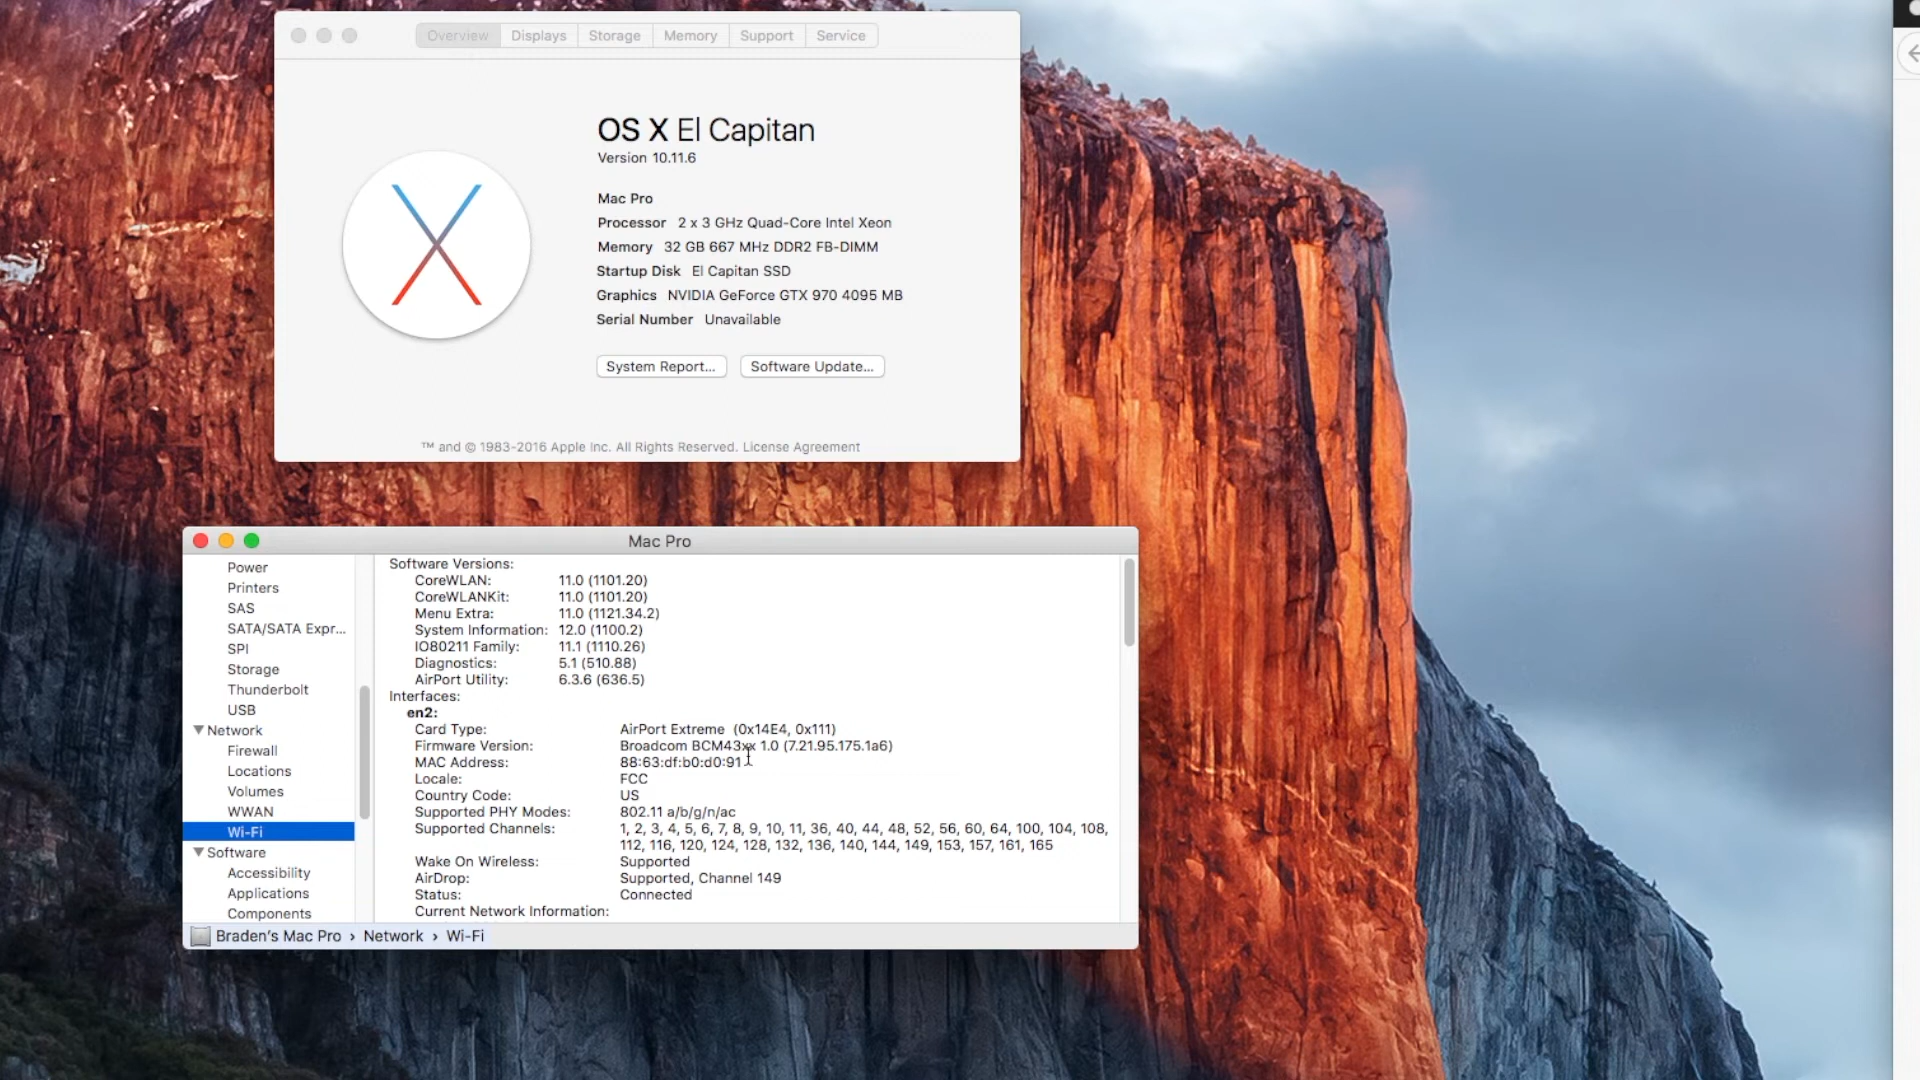 Overview Displays Storage Memory Support Service
OS X El Capitan
Version 10.11.6
Mac Pro
Processor 2 x 3 GHz Quad-Core Intel Xeon
Memory 32 GB 667 MHz DDR2 FB-DIMM
Startup Disk El Capitan SSD
Graphics NVIDIA GeForce GTX 970 4095 MB
Serial Number Unavailable
System Report... Software Update...
™ and © 1983-2016 Apple Inc. All Rights Reserved. License Agreement
Mac Pro
Power
Printers
SAS
SATA/SATA Expr...
SPI
Storage
Thunderbolt
USB
Network
Firewall
Locations
Volumes
WWAN
Wi-Fi
Software
Accessibility
Applications
Components
Software Versions:
CoreWLAN: 11.0 (1101.20)
CoreWLANKit: 11.0 (1101.20)
Menu Extra: 11.0 (1121.34.2)
System Information: 12.0 (1100.2)
IO80211 Family: 11.1 (1110.26)
Diagnostics: 5.1 (510.88)
AirPort Utility: 6.3.6 (636.5)
Interfaces:
en2:
Card Type: AirPort Extreme (0x14E4, 0x111)
Firmware Version: Broadcom BCM43xx 1.0 (7.21.95.175.1a6)
MAC Address: 88:63:df:b0:d0:91
Locale: FCC
Country Code: US
Supported PHY Modes: 802.11 a/b/g/n/ac
Supported Channels: 1, 2, 3, 4, 5, 6, 7, 8, 9, 10, 11, 36, 40, 44, 48, 52, 56, 60, 64, 100, 104, 108,
112, 116, 120, 124, 128, 132, 136, 140, 144, 149, 153, 157, 161, 165
Wake On Wireless: Supported
AirDrop: Supported, Channel 149
Status: Connected
Current Network Information:
Braden's Mac Pro › Network › Wi-Fi